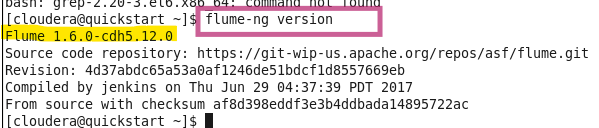 bash: grep-2.20-3.el6.x86_64: command not found
[cloudera@quickstart ~]$ flume-ng version
Flume 1.6.0-cdh5.12.0
Source code repository: https://git-wip-us.apache.org/repos/asf/flume.git
Revision: 4d37abdc65a53a0af1246de51bdcf1d8557669eb
Compiled by jenkins on Thu Jun 29 04:37:39 PDT 2017
From source with checksum af8d398eddf3e3b4ddbada14895722ac
[cloudera@quickstart ~]$